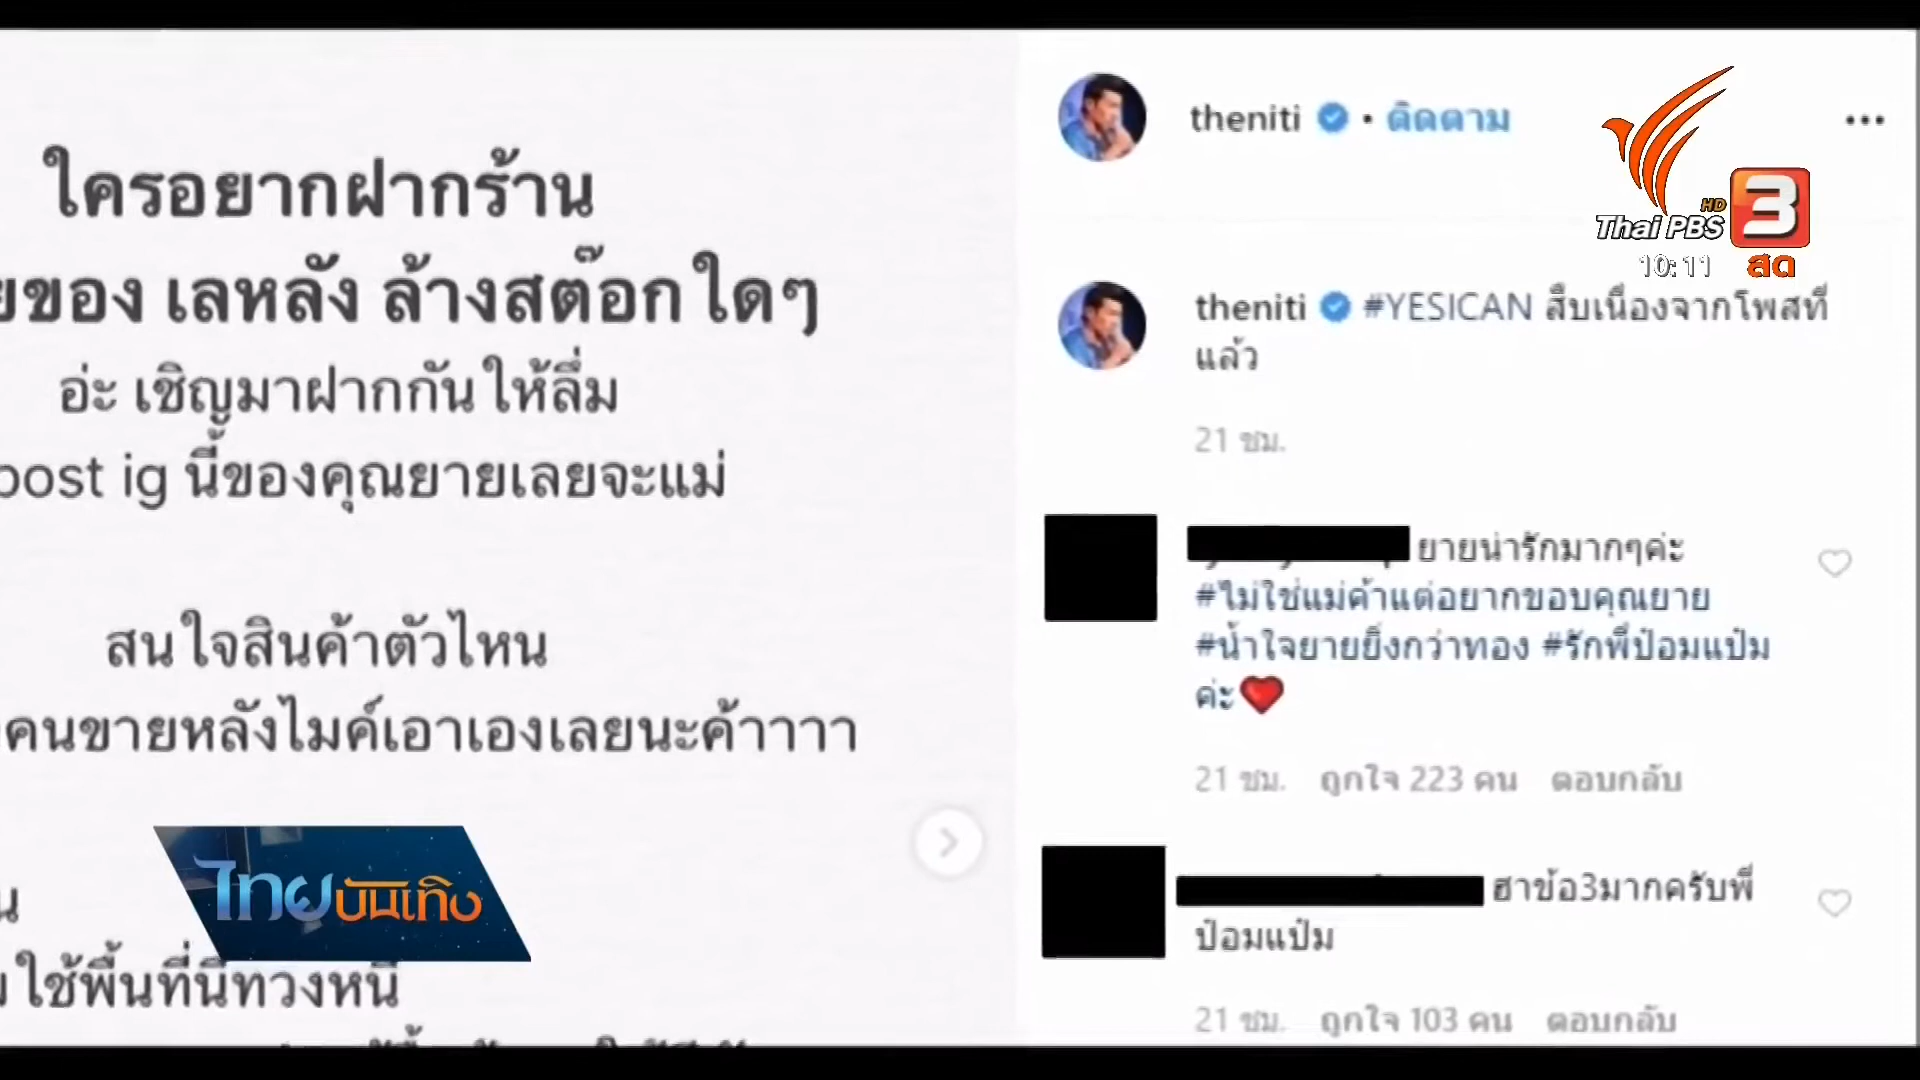 ใครอยากฝากร้าน
ยของ เลหลัง ล้างสต๊อกใดๆ
อ่ะ เชิญมาฝากกันให้ลื่ม
post ig นี้ของคุณยายเลยจะแม่
สนใจสินค้าตัวไหน
คนขายหลังไมค์เอาเองเลยนะค้าาาา
น
ใช้พื้นที่นี้ทวงหนี้
ไทยบันเทิง
theniti • ติดตาม
Thai PBS HD 3
10:11 สด
theniti #YESICAN สืบเนื่องจากโพสที่
แล้ว
21 ชม.
ยายน่ารักมากๆค่ะ
#ไม่ใช่แม่ค้าแต่อยากขอบคุณยาย
#น้ำใจยายยิ่งกว่าทอง #รักพี่ป๋อมแป๋ม
ค่ะ❤️
21 ชม. ถูกใจ 223 คน ตอบกลับ
ฮาข้อ3มากครับพี่
ป๋อมแป๋ม
21 ชม. ถูกใจ 103 คน ตอบกลับ